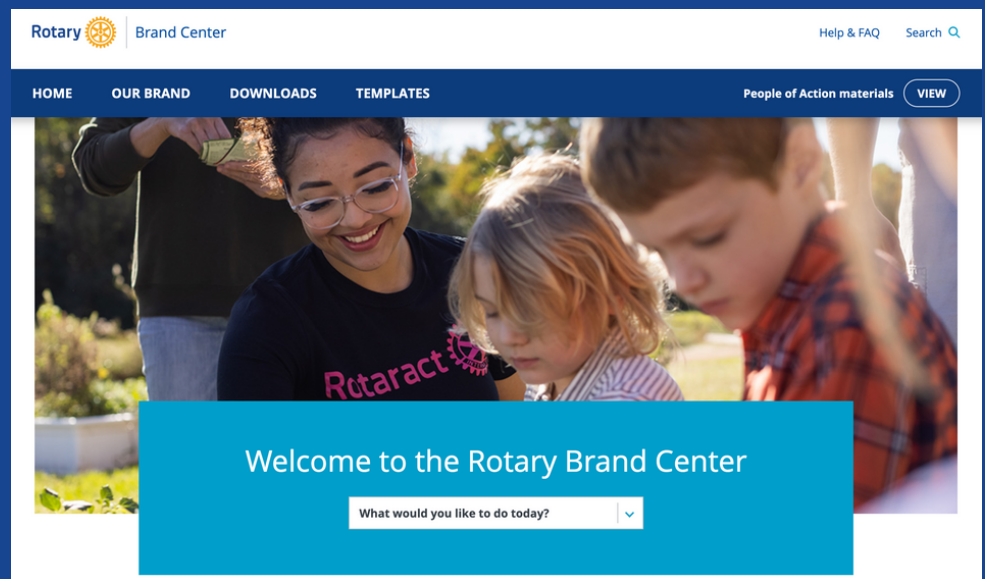 Rotary | Brand Center
Help & FAQ Search
HOME OUR BRAND DOWNLOADS TEMPLATES
People of Action materials VIEW
Rotaract
Welcome to the Rotary Brand Center
What would you like to do today?